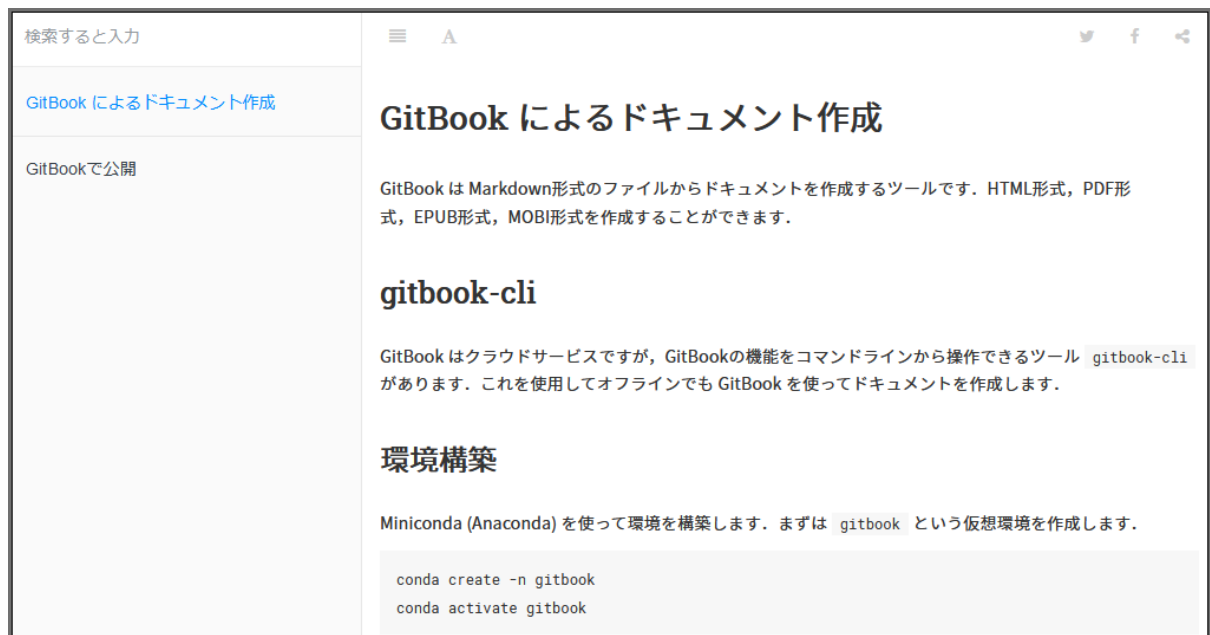 検索すると入力
A
GitBook によるドキュメント作成
GitBookで公開
GitBook によるドキュメント作成
GitBook は Markdown形式のファイルからドキュメントを作成するツールです．HTML形式，PDF形
式，EPUB形式，MOBI形式を作成することができます．
gitbook-cli
GitBook はクラウドサービスですが，GitBookの機能をコマンドラインから操作できるツール gitbook-cli
があります．これを使用してオフラインでも GitBook を使ってドキュメントを作成します．
環境構築
Miniconda (Anaconda) を使って環境を構築します．まずは gitbook という仮想環境を作成します．
conda create -n gitbook
conda activate gitbook